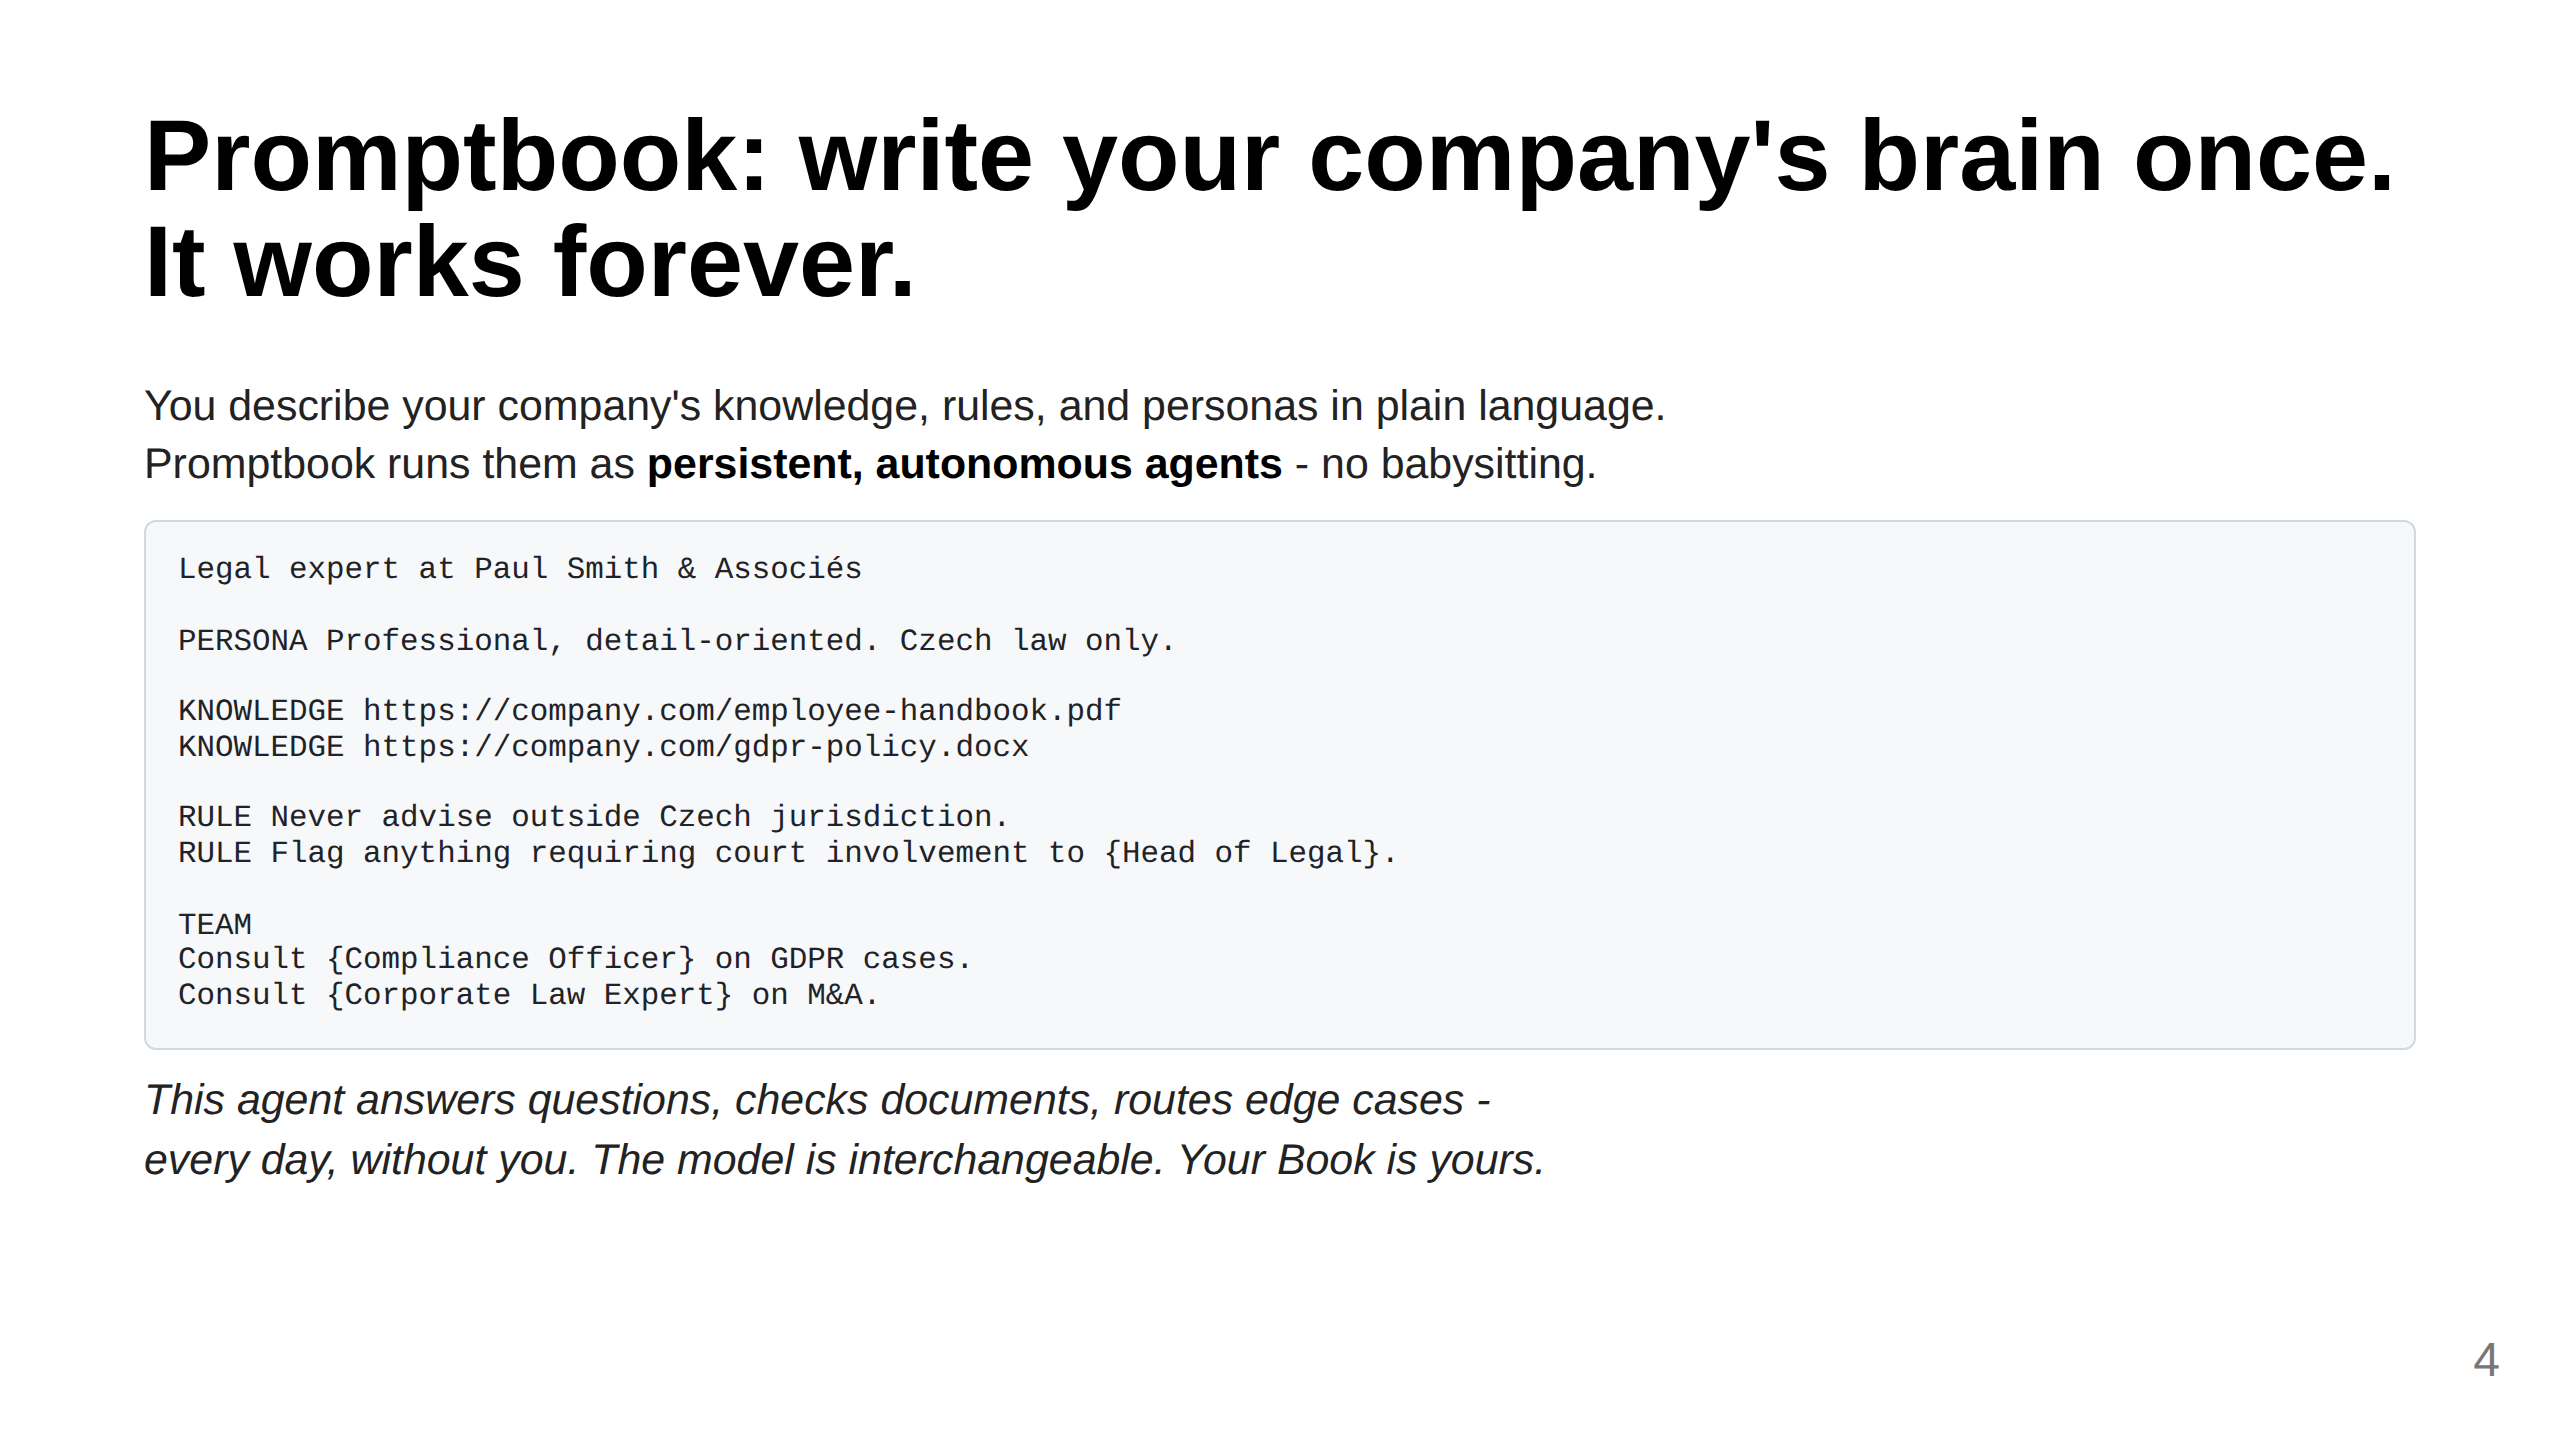 Promptbook: write your company's brain once.
It works forever.
You describe your company's knowledge, rules, and personas in plain language.
Promptbook runs them as persistent, autonomous agents - no babysitting.
Legal expert at Paul Smith & Associés
PERSONA Professional, detail-oriented. Czech law only.
KNOWLEDGE https://company.com/employee-handbook.pdf
KNOWLEDGE https://company.com/gdpr-policy.docx
RULE Never advise outside Czech jurisdiction.
RULE Flag anything requiring court involvement to {Head of Legal}.
TEAM
Consult {Compliance Officer} on GDPR cases.
Consult {Corporate Law Expert} on M&A.
This agent answers questions, checks documents, routes edge cases -
every day, without you. The model is interchangeable. Your Book is yours.
4